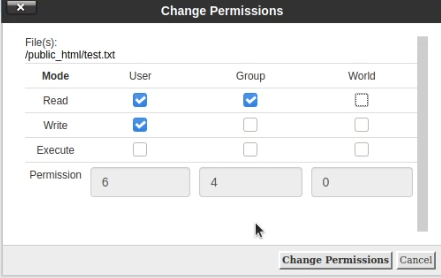 Change Permissions
File(s):
/public_html/test.txt
Mode User Group World
Read
Write
Execute
Permission 6 4 0
Change Permissions Cancel